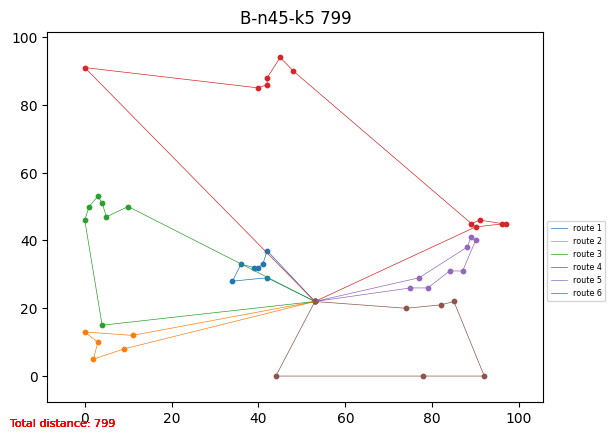 B-n45-k5 799
100
80
60
40
20
0
0 20 40 60 80 100
route 1
route 2
route 3
route 4
route 5
route 6
Total distance: 799